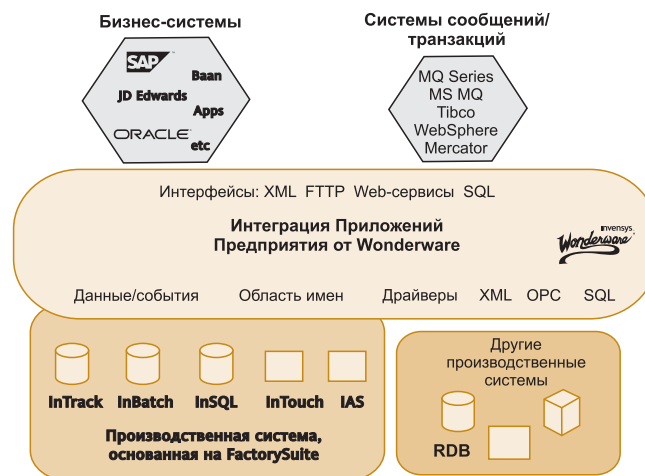 Бизнес-системы
Системы сообщений/
транзакций
SAP
Baan
JD Edwards
Apps
ORACLE
etc
MQ Series
MS MQ
Tibco
WebSphere
Mercator
Интерфейсы: XML FTTP Web-сервисы SQL
Интеграция Приложений
Предприятия от Wonderware
invensys
Wonderware
Данные/события Область имен Драйверы XML OPC SQL
InTrack InBatch InSQL InTouch IAS
Производственная система,
основанная на FactorySuite
Другие
производственные
системы
RDB